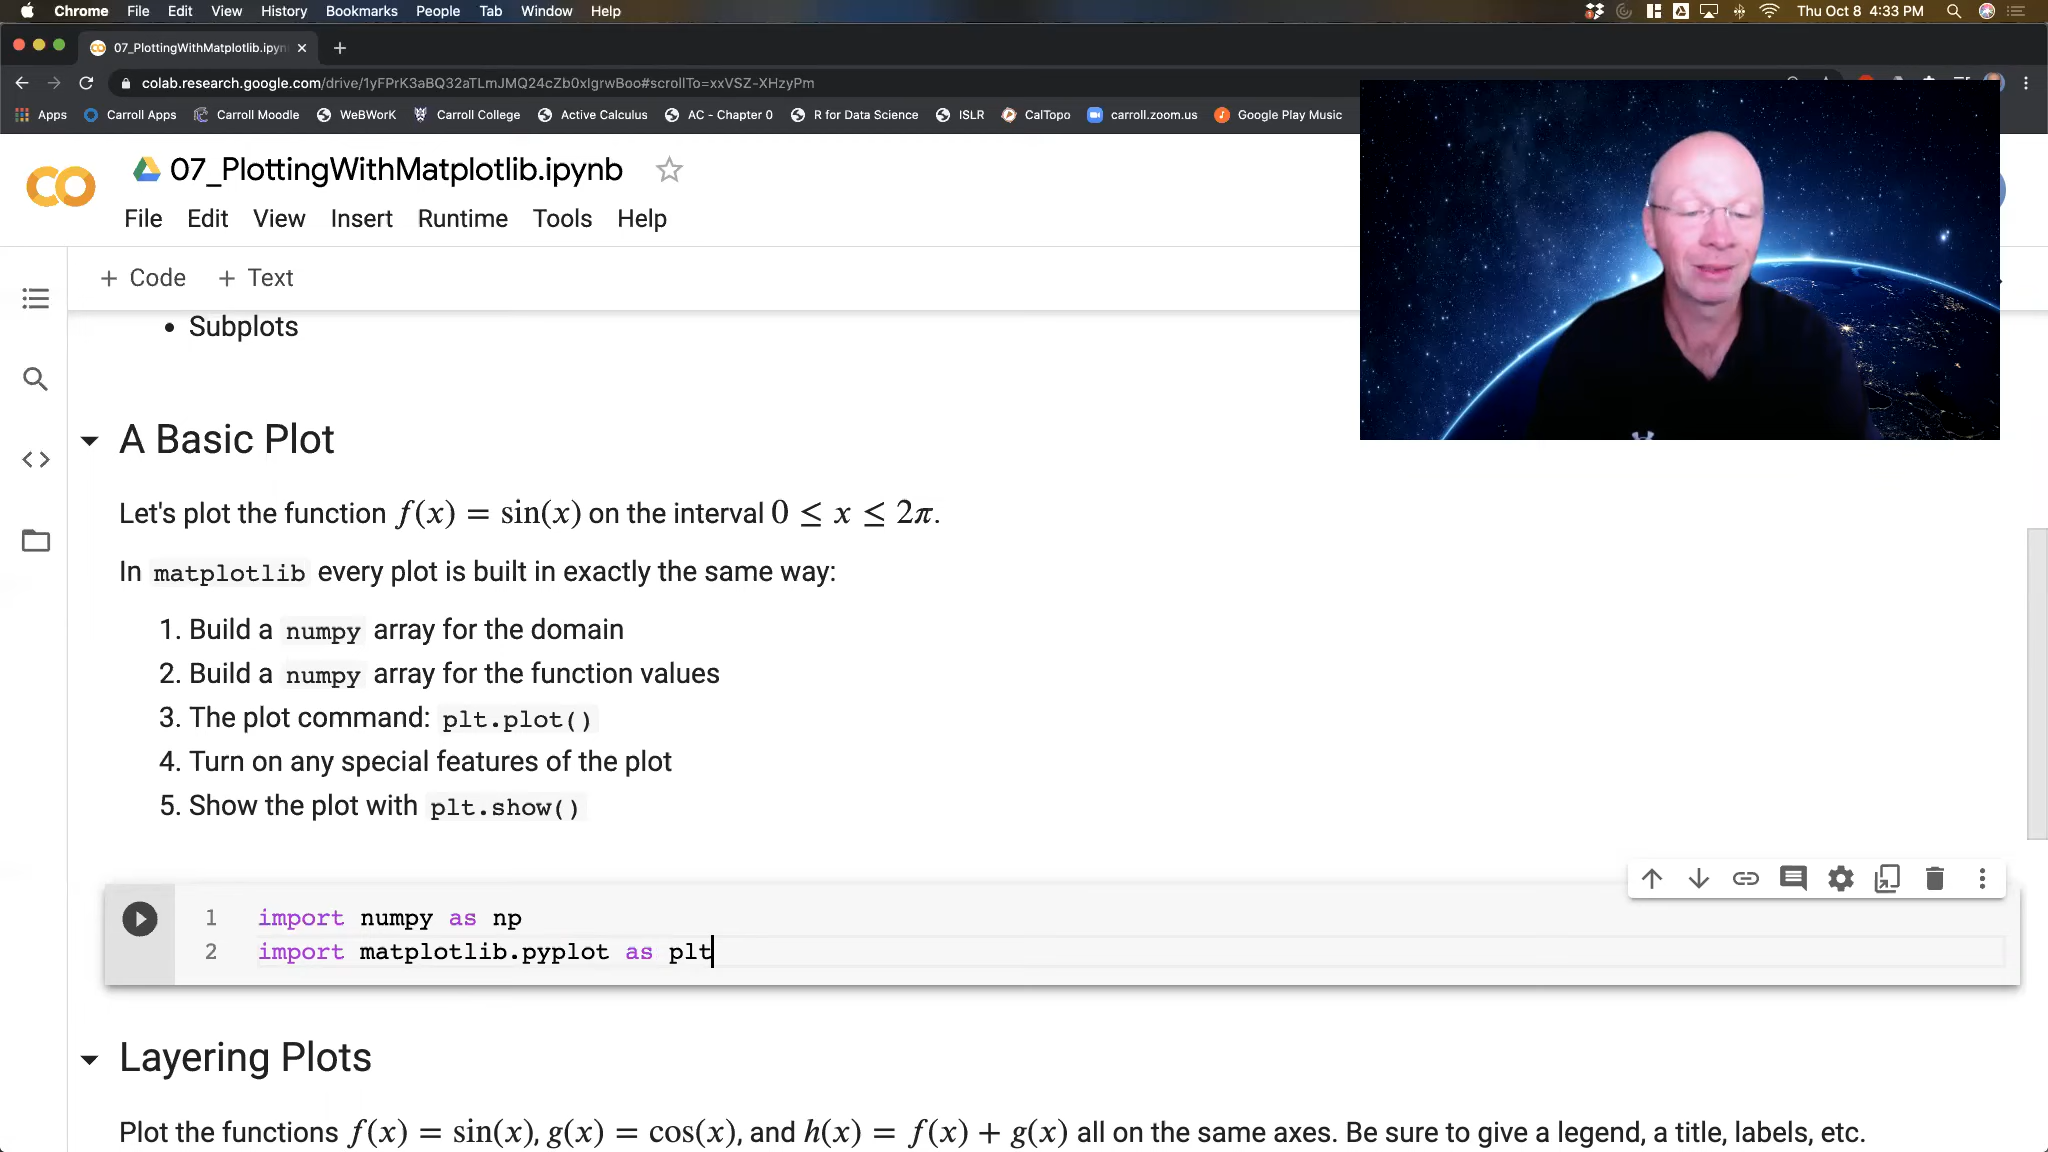 Chrome File Edit View History Bookmarks People Tab Window Help Thu Oct 8 4:33 PM
07_PlottingWithMatplotlib.ipyn
colab.research.google.com/drive/1yFPrK3aBQ32aTLmJMQ24cZb0xIgrwBoo#scrollTo=xxVSZ-XHzyPm
Apps Carroll Apps Carroll Moodle WeBWorK Carroll College Active Calculus AC - Chapter 0 R for Data Science ISLR CalTopo carroll.zoom.us Google Play Music
07_PlottingWithMatplotlib.ipynb
File Edit View Insert Runtime Tools Help
+ Code + Text
• Subplots
A Basic Plot
Let's plot the function f(x) = sin(x) on the interval 0 ≤ x ≤ 2π.
In matplotlib every plot is built in exactly the same way:
1. Build a numpy array for the domain
2. Build a numpy array for the function values
3. The plot command: plt.plot()
4. Turn on any special features of the plot
5. Show the plot with plt.show()
1 import numpy as np
2 import matplotlib.pyplot as plt
Layering Plots
Plot the functions f(x) = sin(x), g(x) = cos(x), and h(x) = f(x) + g(x) all on the same axes. Be sure to give a legend, a title, labels, etc.